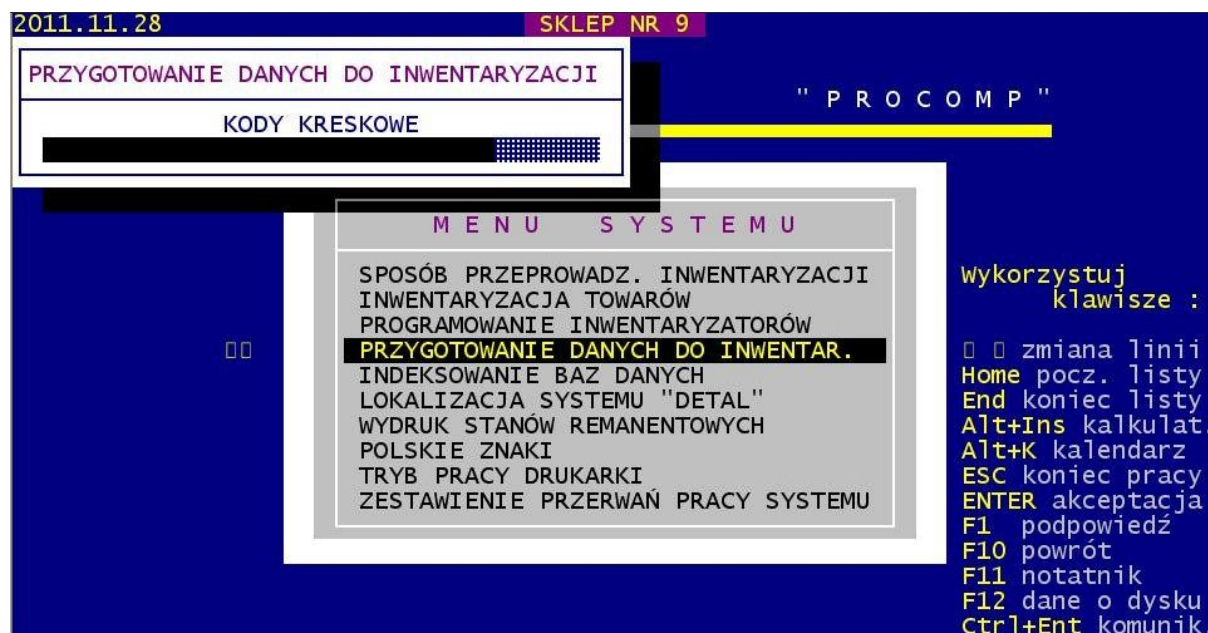 2011.11.28 SKLEP NR 9
PRZYGOTOWANIE DANYCH DO INWENTARYZACJI
KODY KRESKOWE
" P R O C O M P "
M E N U S Y S T E M U
SPOSÓB PRZEPROWADZ. INWENTARYZACJI
INWENTARYZACJA TOWARÓW
PROGRAMOWANIE INWENTARYZATORÓW
PRZYGOTOWANIE DANYCH DO INWENTAR.
INDEKSOWANIE BAZ DANYCH
LOKALIZACJA SYSTEMU "DETAL"
WYDRUK STANÓW REMANENTOWYCH
POLSKIE ZNAKI
TRYB PRACY DRUKARKI
ZESTAWIENIE PRZERWAŃ PRACY SYSTEMU
Wykorzystuj
klawisze :
zmiana linii
Home pocz. listy
End koniec listy
Alt+Ins kalkulat.
Alt+K kalendarz
ESC koniec pracy
ENTER akceptacja
F1 podpowiedź
F10 powrót
F11 notatnik
F12 dane o dysku
Ctrl+Ent komunik